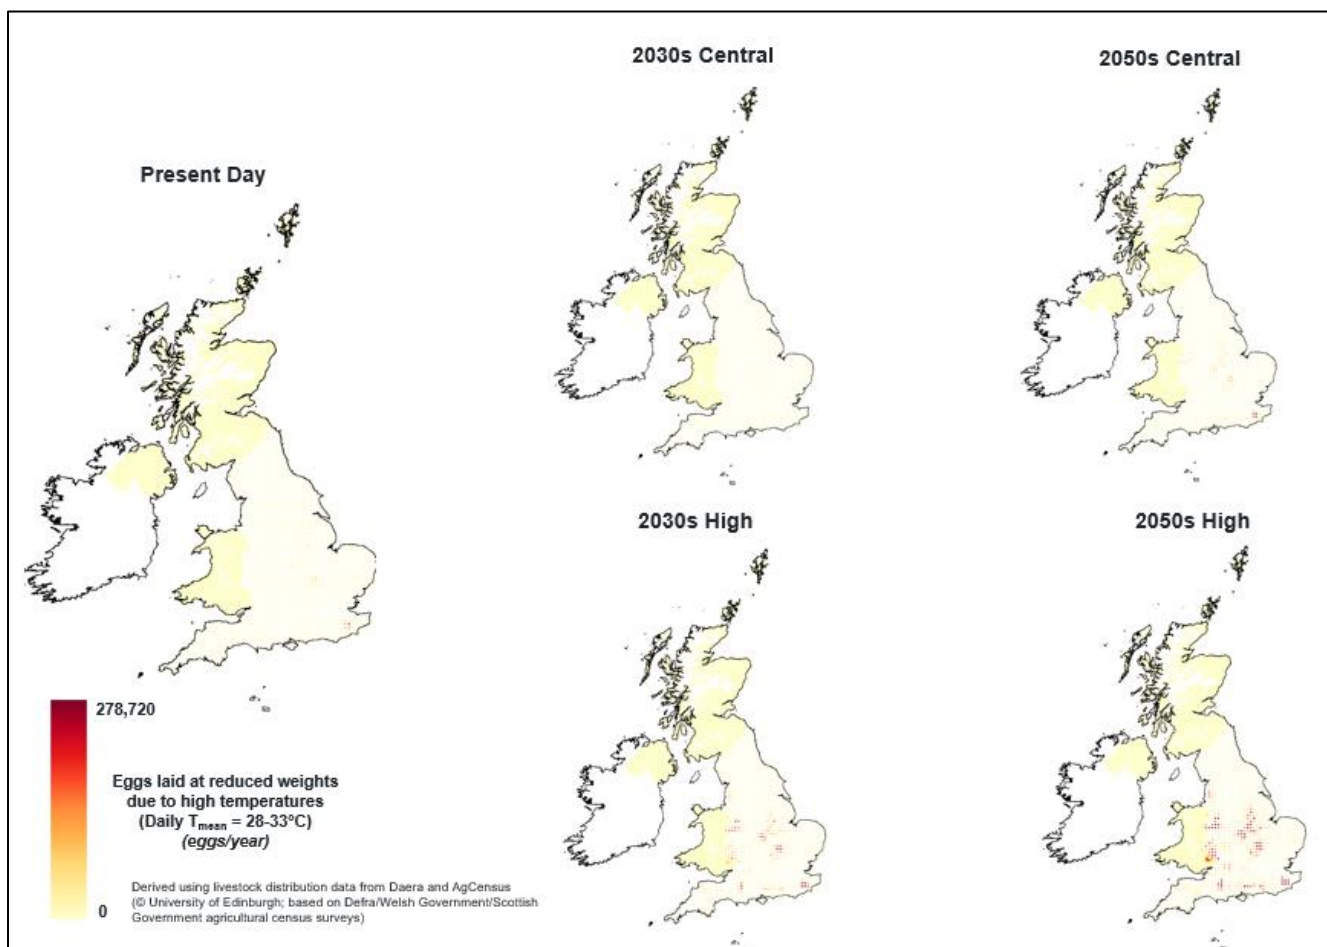 2030s Central
2050s Central
Present Day
2030s High
2050s High
278,720
Eggs laid at reduced weights
due to high temperatures
(Daily Tmean = 28-33°C)
(eggs/year)
0
Derived using livestock distribution data from Daera and AgCensus
(© University of Edinburgh; based on Defra/Welsh Government/Scottish
Government agricultural census surveys)